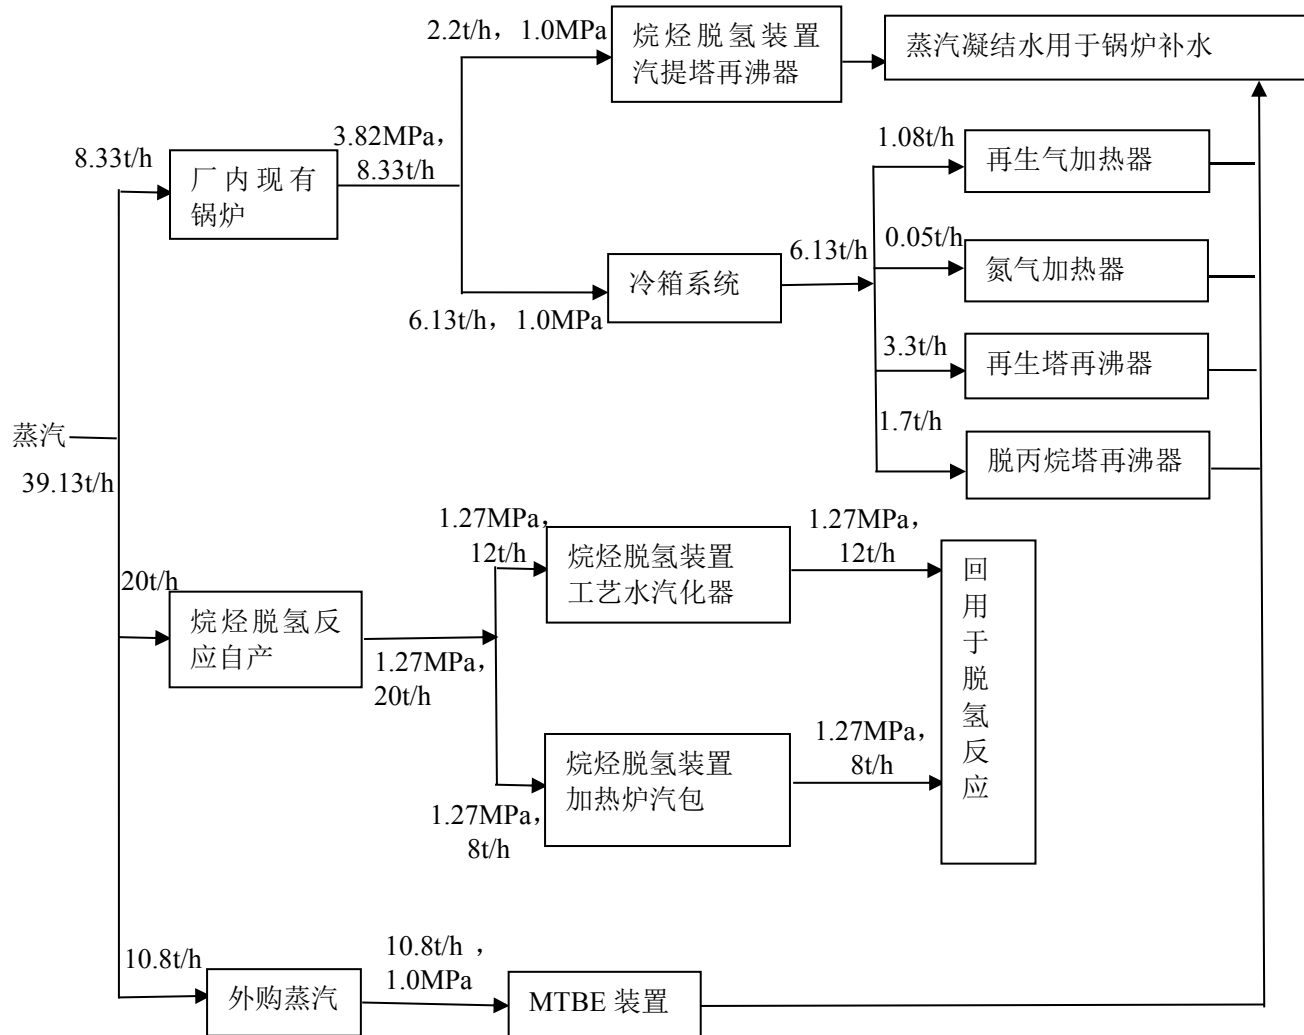 2.2t/h，1.0MPa
烷烃脱氢装置
汽提塔再沸器
蒸汽凝结水用于锅炉补水
8.33t/h
厂内现有
锅炉
3.82MPa，
8.33t/h
1.08t/h
再生气加热器
0.05t/h
氮气加热器
6.13t/h
冷箱系统
6.13t/h，1.0MPa
3.3t/h
再生塔再沸器
1.7t/h
脱丙烷塔再沸器
蒸汽
39.13t/h
20t/h
烷烃脱氢反
应自产
1.27MPa，
20t/h
1.27MPa，
12t/h
烷烃脱氢装置
工艺水汽化器
1.27MPa，
12t/h
回
用
于
脱
氢
反
应
1.27MPa，
8t/h
烷烃脱氢装置
加热炉汽包
1.27MPa，
8t/h
10.8t/h
外购蒸汽
10.8t/h ，
1.0MPa
MTBE 装置